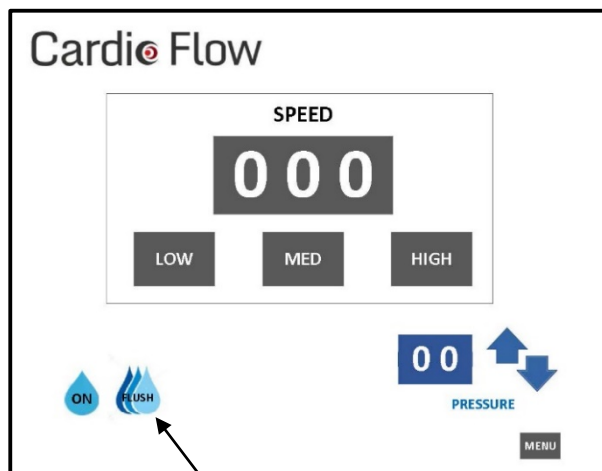 Cardio Flow
SPEED
000
LOW MED HIGH
ON FLUSH 00
PRESSURE
MENU